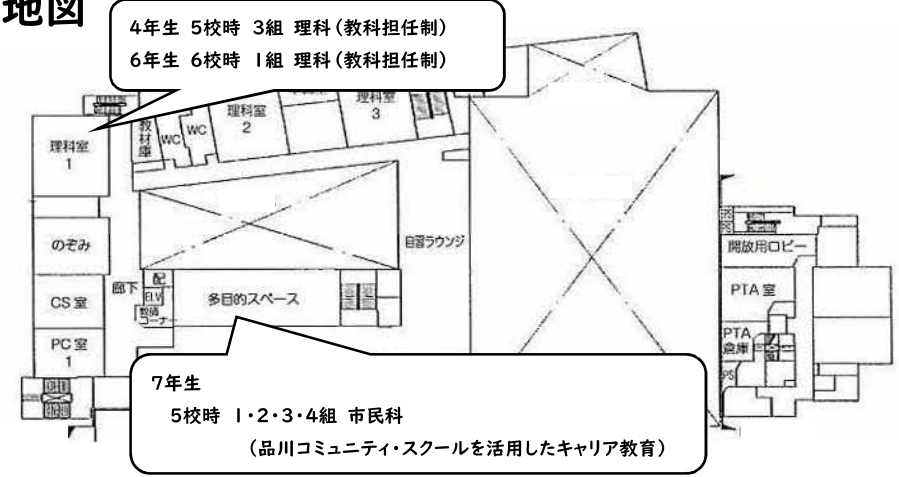 地図
4年生 5校時 3組 理科(教科担任制)
6年生 6校時 1組 理科(教科担任制)
理科室
1
教材庫
WC
WC
理科室
2
理科室
3
のぞみ
CS室
PC室
1
廊下
配
ELV
教師
コーナー
多目的スペース
自習ラウンジ
開放用ロビー
PTA室
PTA
倉庫
PS
7年生
5校時 1・2・3・4組 市民科
(品川コミュニティ・スクールを活用したキャリア教育)